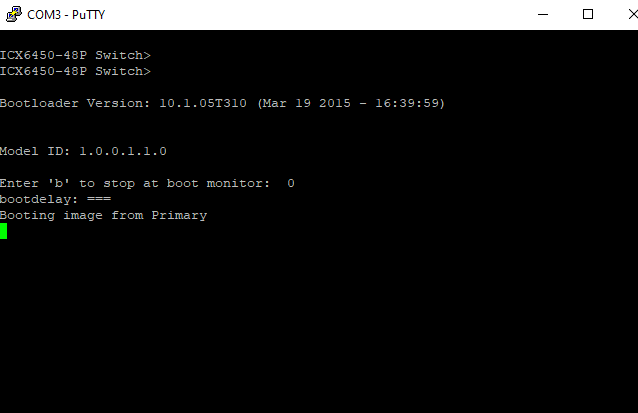 COM3 - PuTTY
ICX6450-48P Switch>
ICX6450-48P Switch>
Bootloader Version: 10.1.05T310 (Mar 19 2015 - 16:39:59)
Model ID: 1.0.0.1.1.0
Enter 'b' to stop at boot monitor:  0
bootdelay: ===
Booting image from Primary